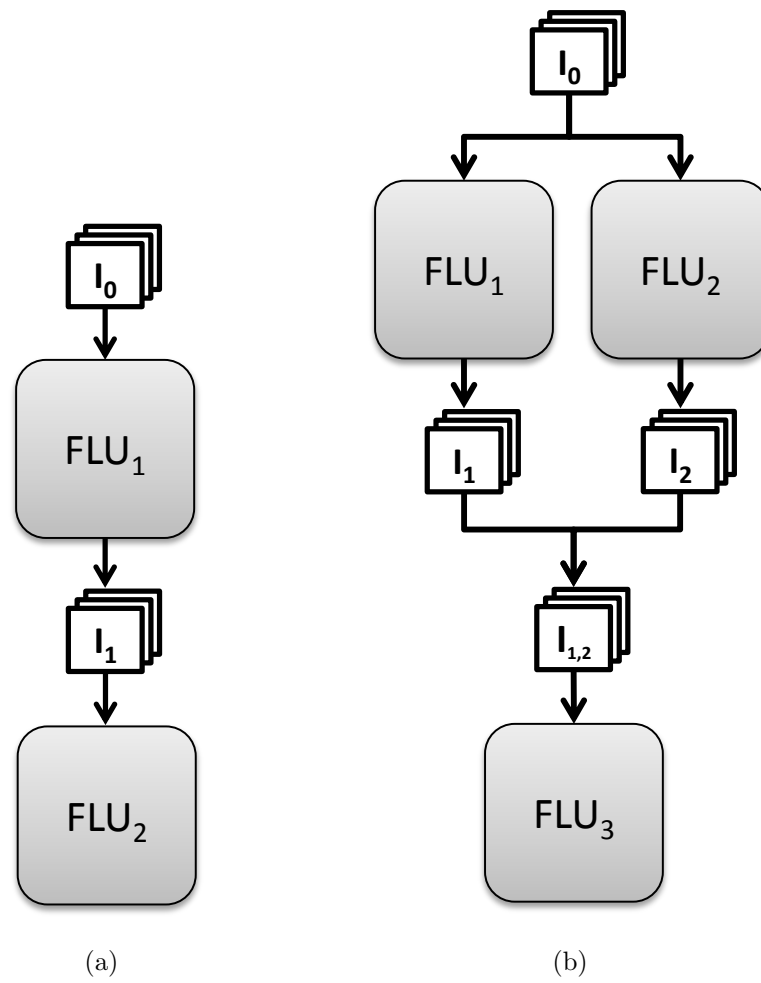 I₀
FLU₁
I₁
FLU₂
(a)
I₀
FLU₁ FLU₂
I₁ I₂
I₁,₂
FLU₃
(b)